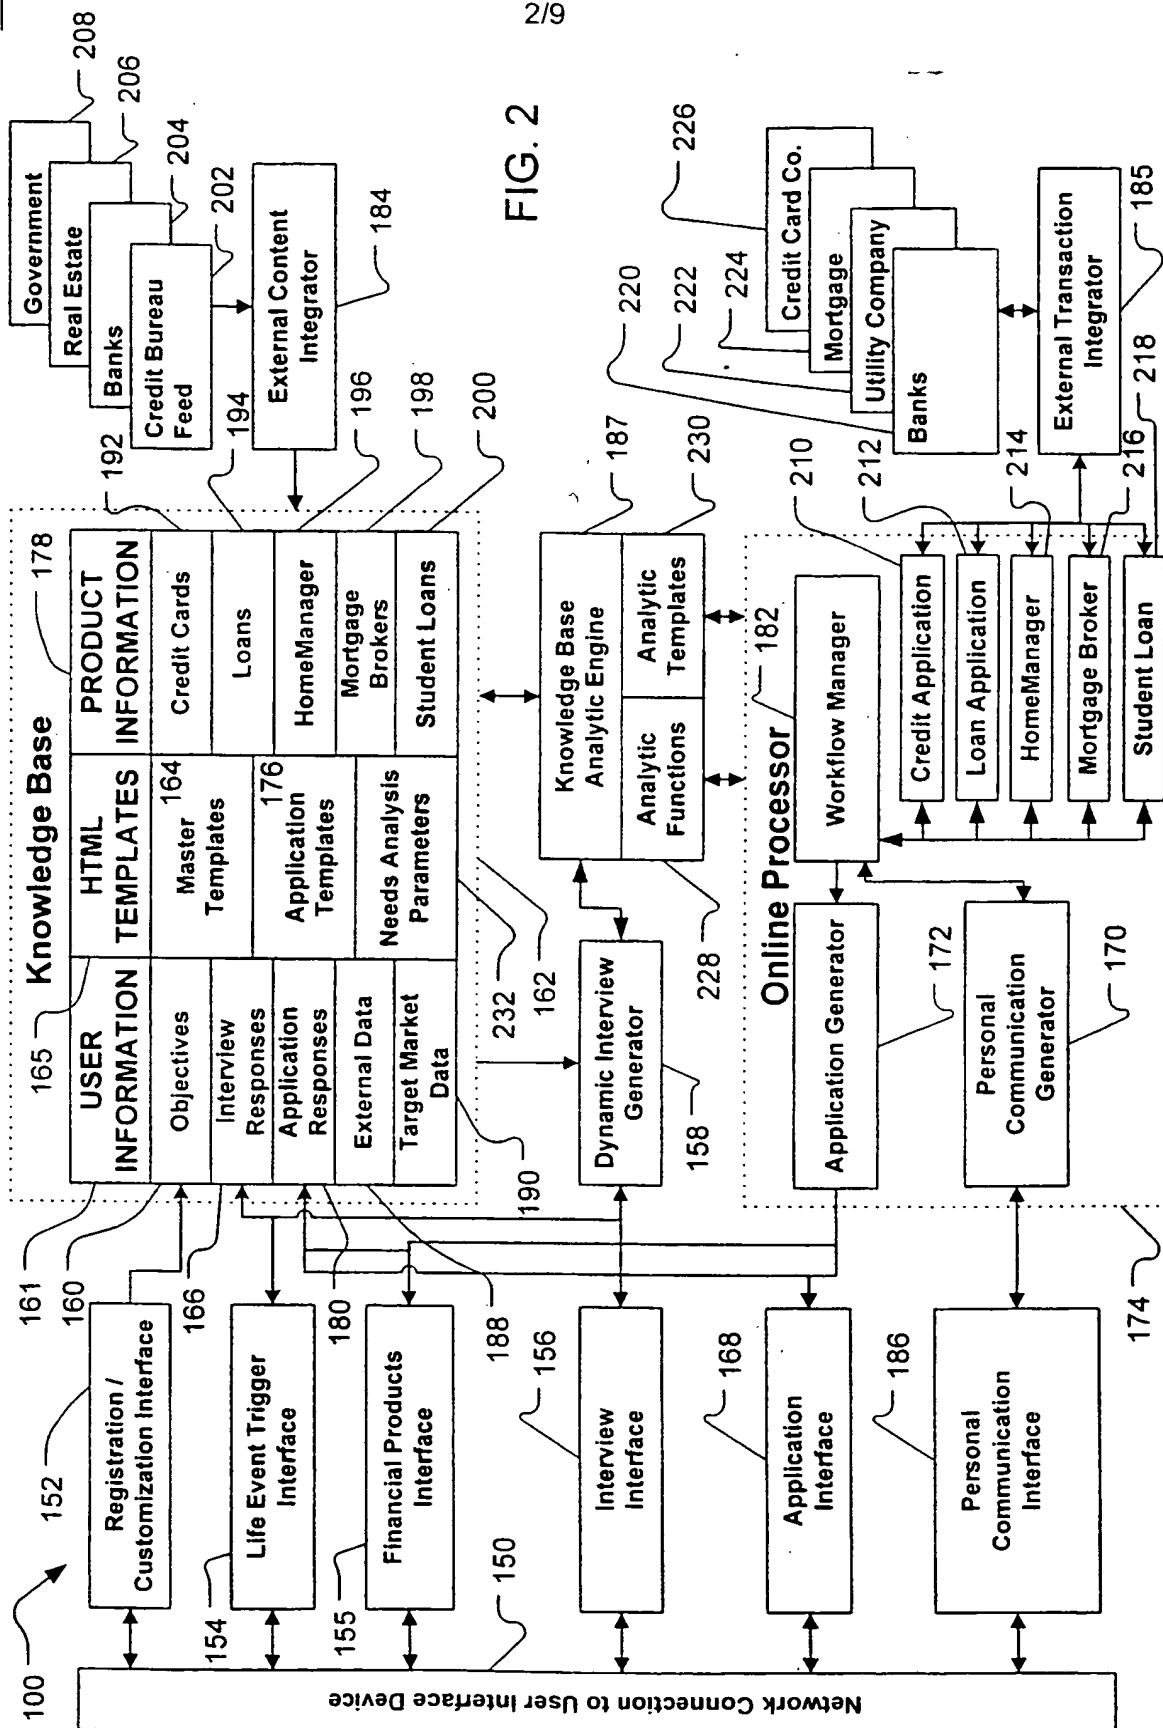 2/9
FIG. 2
100
Network Connection to User Interface Device
150
152
Registration /
Customization Interface
154
Life Event Trigger
Interface
155
Financial Products
Interface
156
Interview
Interface
168
Application
Interface
186
Personal
Communication
Interface
Knowledge Base
161
160
166
180
188
190
165
USER
INFORMATION
Objectives
Interview
Responses
Application
Responses
External Data
Target Market
Data
HTML
TEMPLATES
164
Master
Templates
176
Application
Templates
Needs Analysis
Parameters
232
162
178
PRODUCT
INFORMATION
Credit Cards
Loans
HomeManager
Mortgage
Brokers
Student Loans
192
194
196
198
200
Government
Real Estate
Banks
Credit Bureau
Feed
208
206
204
202
External Content
Integrator
184
Dynamic Interview
Generator
158
Knowledge Base
Analytic Engine
187
Analytic
Functions
228
Analytic
Templates
230
Online Processor
174
Application Generator
172
Personal
Communication
Generator
170
Workflow Manager
182
Credit Application
210
Loan Application
212
HomeManager
214
Mortgage Broker
216
Student Loan
218
Credit Card Co.
Mortgage
Utility Company
Banks
226
224
222
220
External Transaction
Integrator
185